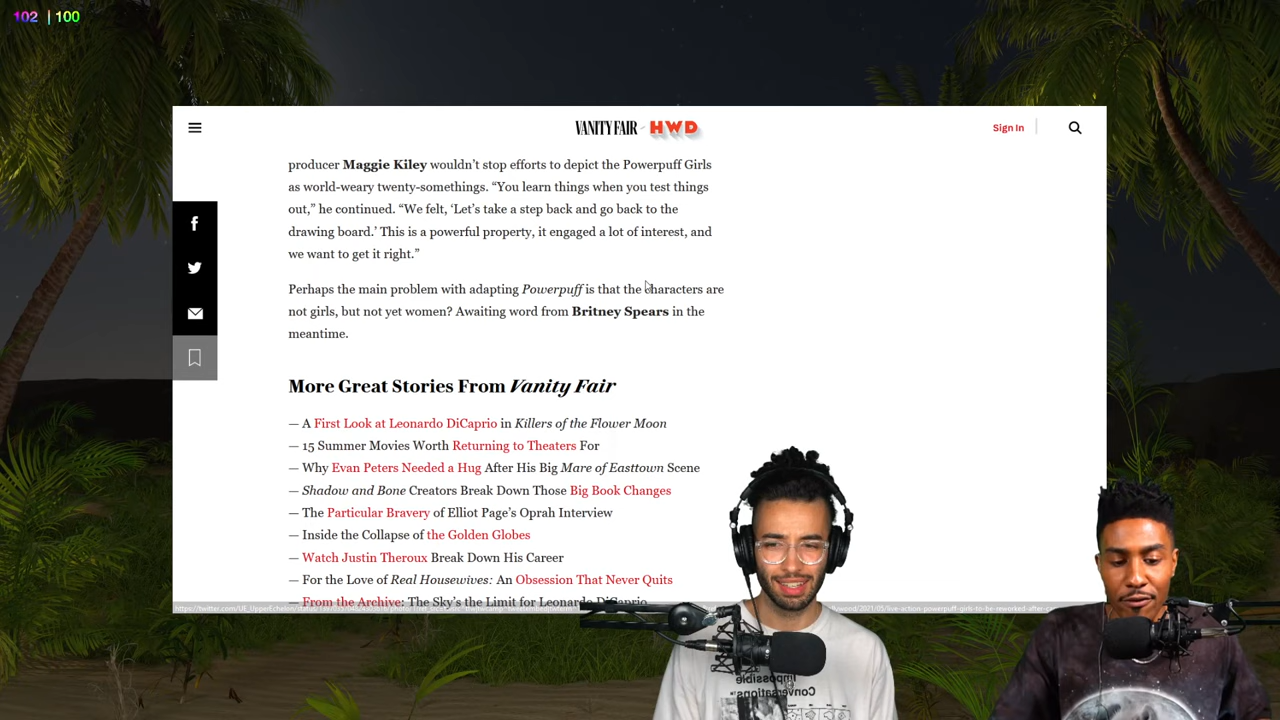 102 | 100
VANITY FAIR HWD
Sign In
producer Maggie Kiley wouldn’t stop efforts to depict the Powerpuff Girls
as world-weary twenty-somethings. “You learn things when you test things
out,” he continued. “We felt, ‘Let’s take a step back and go back to the
drawing board.’ This is a powerful property, it engaged a lot of interest, and
we want to get it right.”
Perhaps the main problem with adapting Powerpuff is that the characters are
not girls, but not yet women? Awaiting word from Britney Spears in the
meantime.
More Great Stories From Vanity Fair
— A First Look at Leonardo DiCaprio in Killers of the Flower Moon
— 15 Summer Movies Worth Returning to Theaters For
— Why Evan Peters Needed a Hug After His Big Mare of Easttown Scene
— Shadow and Bone Creators Break Down Those Big Book Changes
— The Particular Bravery of Elliot Page’s Oprah Interview
— Inside the Collapse of the Golden Globes
— Watch Justin Theroux Break Down His Career
— For the Love of Real Housewives: An Obsession That Never Quits
— From the Archive: The Sky’s the Limit for Leonardo DiCaprio
Impossible
Conversations